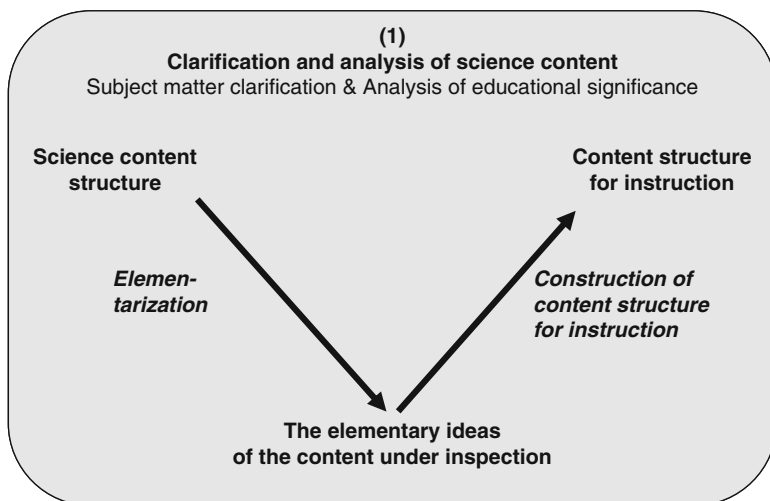 (1)
Clarification and analysis of science content
Subject matter clarification & Analysis of educational significance
Science content
structure
Content structure
for instruction
Elemen-
tarization
Construction of
content structure
for instruction
The elementary ideas
of the content under inspection